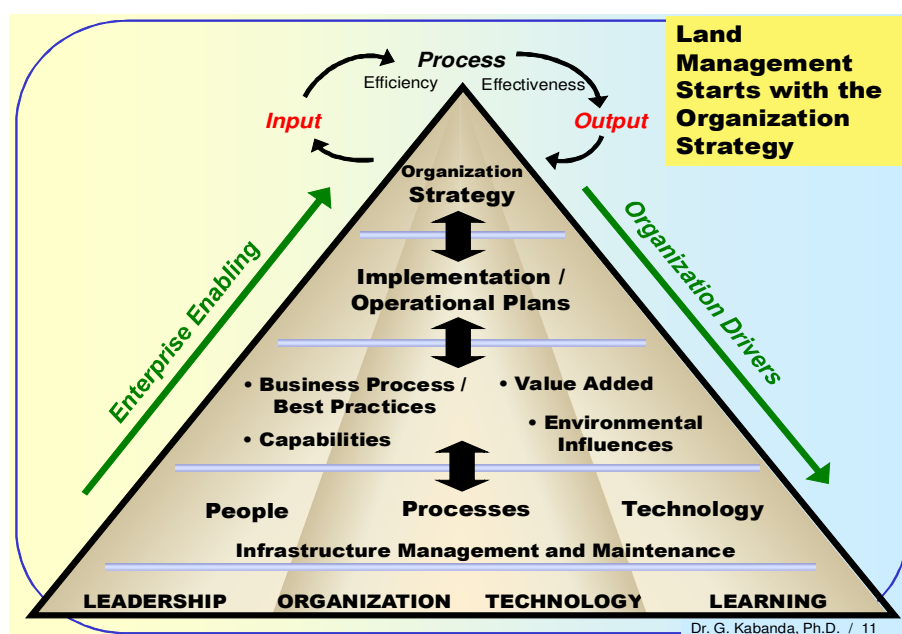 Land
Management
Starts with the
Organization
Strategy
Process
Efficiency
Effectiveness
Input
Output
Organization
Strategy
Enterprise Enabling
Organization Drivers
Implementation /
Operational Plans
• Business Process /
Best Practices
• Capabilities
• Value Added
• Environmental
Influences
People Processes Technology
Infrastructure Management and Maintenance
LEADERSHIP ORGANIZATION TECHNOLOGY LEARNING
Dr. G. Kabanda, Ph.D. / 11